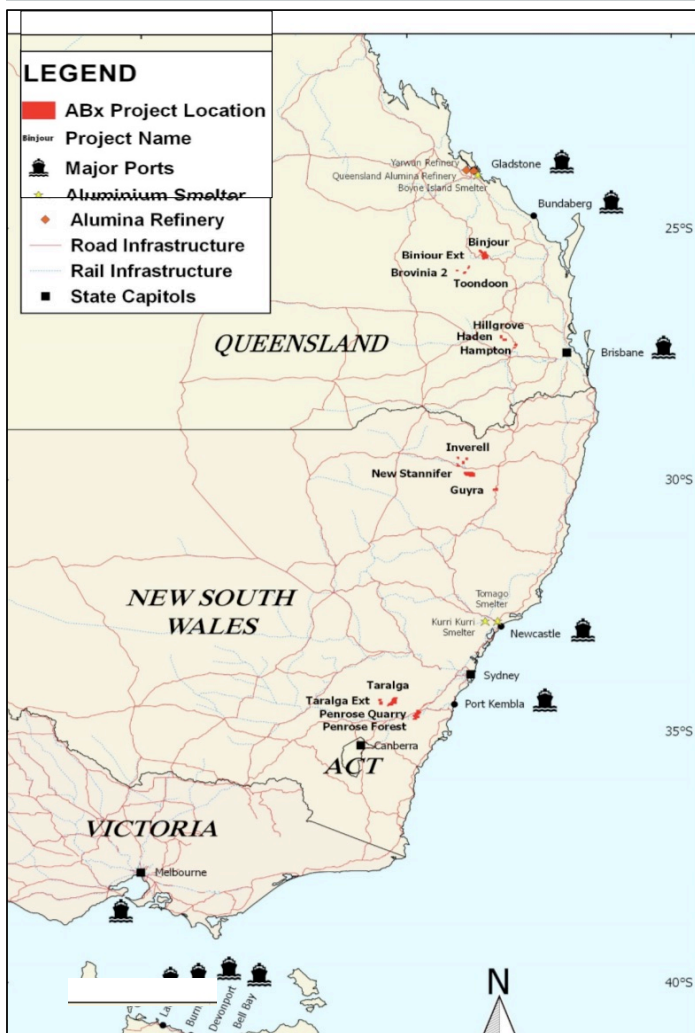 LEGEND
ABx Project Location
Binjour Project Name
Major Ports
Aluminium Smelter
Alumina Refinery
Road Infrastructure
Rail Infrastructure
State Capitols
Yarwun Refinery
Gladstone
Queensland Alumina Refinery
Boyne Island Smelter
Bundaberg
25°S
Binjour
Binjour Ext
Brovinia 2
Toondoon
QUEENSLAND
Hillgrove
Haden
Hampton
Brisbane
Inverell
New Stannifer
Guyra
30°S
NEW SOUTH
WALES
Tomago
Smelter
Kurri Kurri
Smelter
Newcastle
Taralga
Sydney
Taralga Ext
Penrose Quarry
Port Kembla
Penrose Forest
35°S
Canberra
ACT
VICTORIA
Melbourne
Devonport
Bell Bay
N
40°S